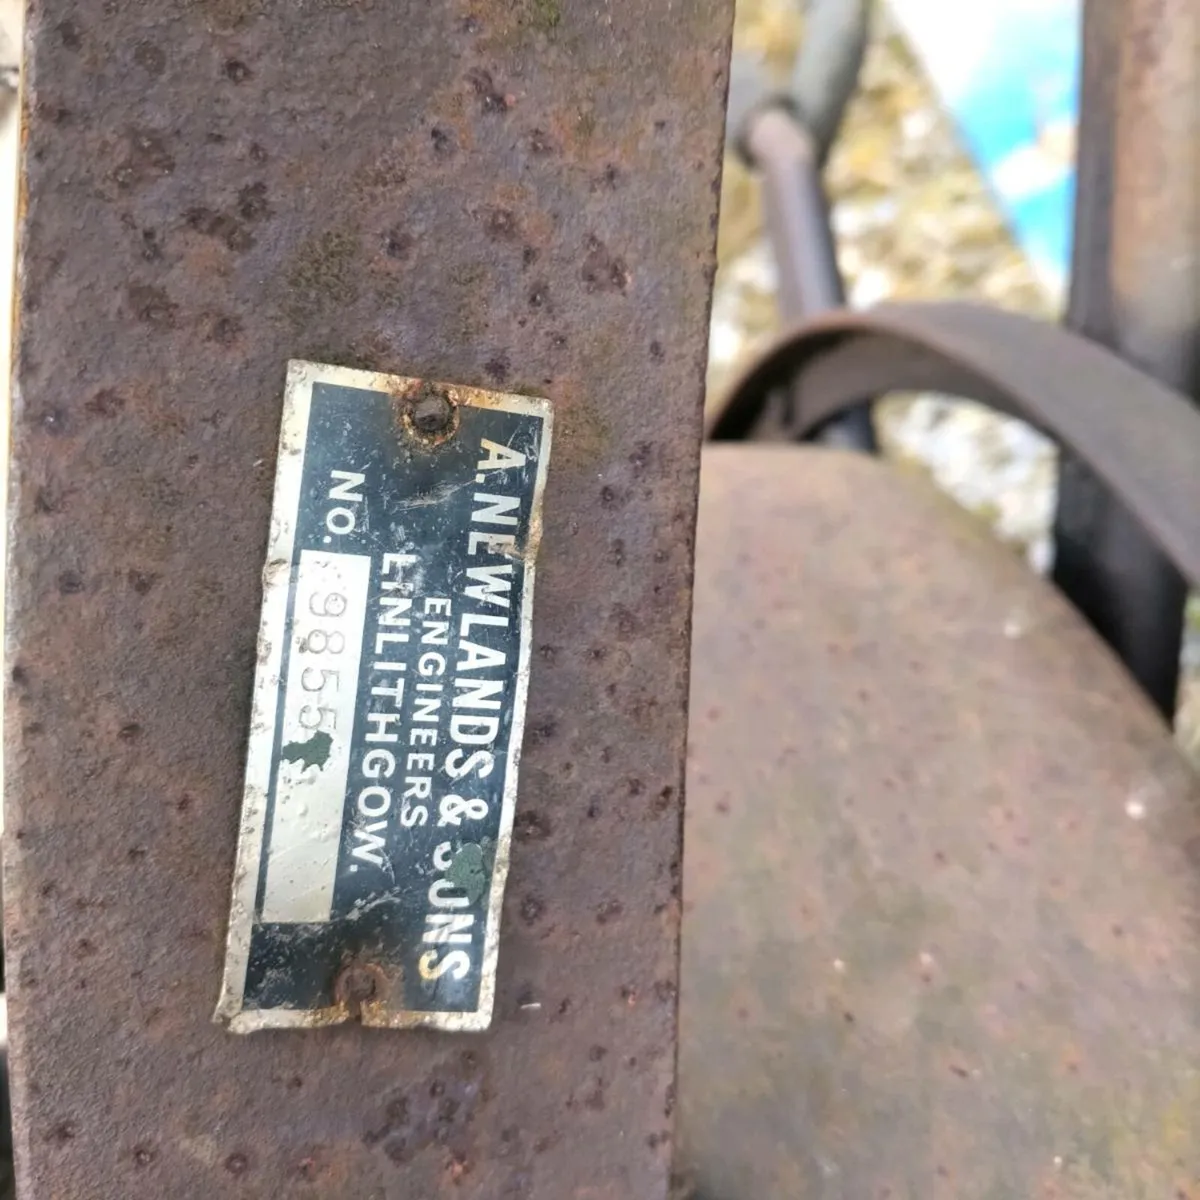 A. NEWLANDS & SONS
ENGINEERS
LINLITHGOW.
NO. 9855